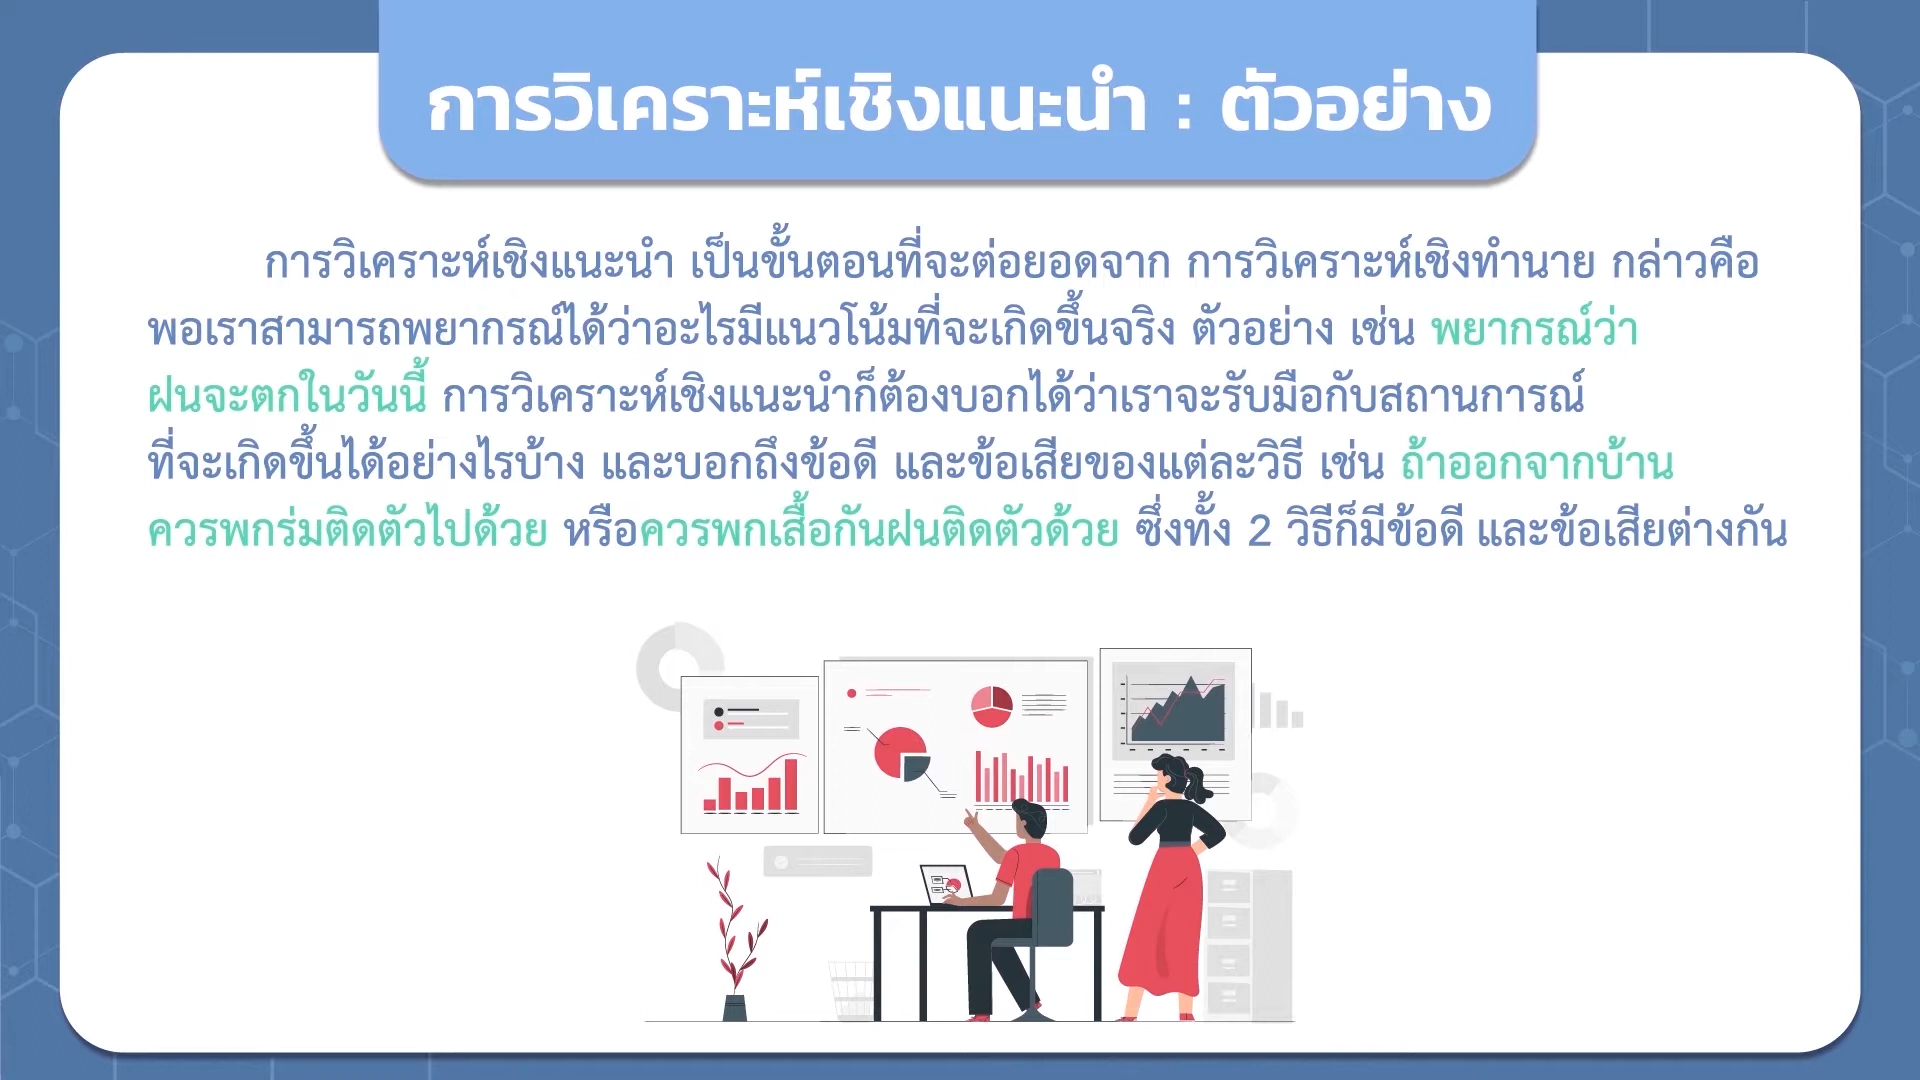 การวิเคราะห์เชิงแนะนำ : ตัวอย่าง
การวิเคราะห์เชิงแนะนำ เป็นขั้นตอนที่จะต่อยอดจาก การวิเคราะห์เชิงทำนาย กล่าวคือ
พอเราสามารถพยากรณ์ได้ว่าอะไรมีแนวโน้มที่จะเกิดขึ้นจริง ตัวอย่าง เช่น พยากรณ์ว่า
ฝนจะตกในวันนี้ การวิเคราะห์เชิงแนะนำก็ต้องบอกได้ว่าเราจะรับมือกับสถานการณ์
ที่จะเกิดขึ้นได้อย่างไรบ้าง และบอกถึงข้อดี และข้อเสียของแต่ละวิธี เช่น ถ้าออกจากบ้าน
ควรพกร่มติดตัวไปด้วย หรือควรพกเสื้อกันฝนติดตัวด้วย ซึ่งทั้ง 2 วิธีก็มีข้อดี และข้อเสียต่างกัน